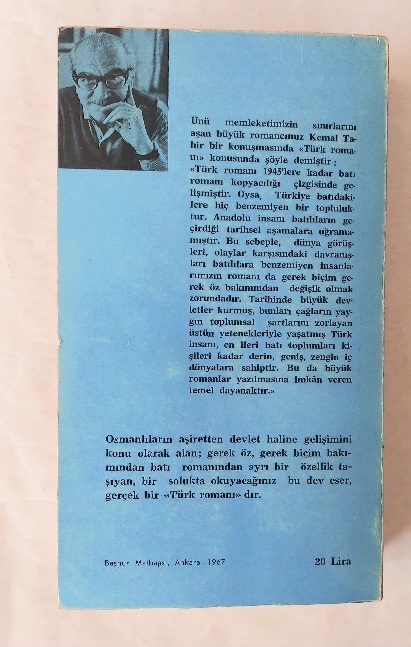 Ünü memleketimizin sınırlarını
aşan büyük romancımız Kemal Ta-
hir bir konuşmasında «Türk roma-
nı» konusunda şöyle demiştir :
«Türk romanı 1945'lere kadar batı
romanı kopyacılığı çizgisinde ge-
lişmiştir. Oysa, Türkiye batıdaki-
lere hiç benzemiyen bir topluluk-
tur. Anadolu insanı batılıların ge-
çirdiği tarihsel aşamalara uğrama-
mıştır. Bu sebeple, dünya görüş-
leri, olaylar karşısındaki davranış-
ları batılılara benzemiyen insanla-
rımızın romanı da gerek biçim ge-
rek öz bakımından değişik olmak
zorundadır. Tarihinde büyük dev-
letler kurmuş, bunları çağların yay-
gın toplumsal şartlarını zorlayan
üstün yetenekleriyle yaşatmış Türk
insanı, en ileri batı toplumları ki-
şileri kadar derin, geniş, zengin iç
dünyalara sahiptir. Bu da büyük
romanlar yazılmasına imkân veren
temel dayanaktır.»
Osmanlıların aşiretten devlet haline gelişimini
konu olarak alan; gerek öz, gerek biçim bakı-
mından batı romanından ayrı bir özellik ta-
şıyan, bir solukta okuyacağınız bu dev eser,
gerçek bir «Türk romanı» dır.
Başnur Matbaası, Ankara - 1967
20 Lira